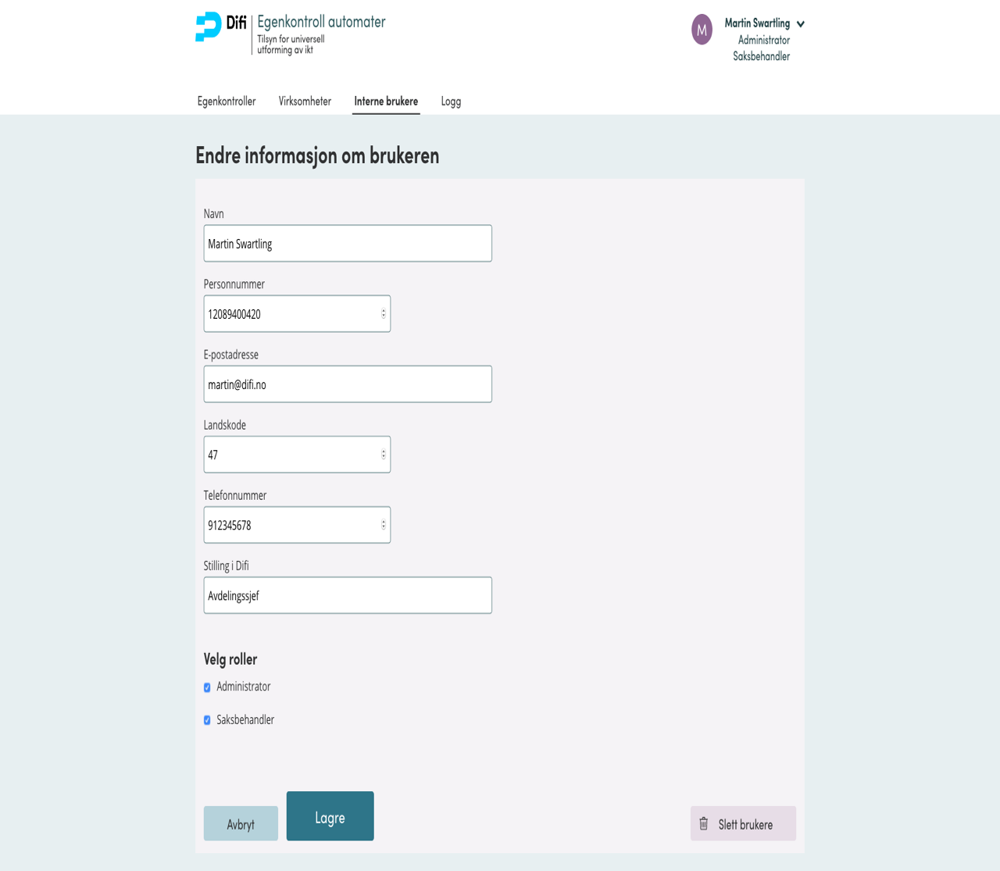 Difi
Egenkontroll automater
Tilsyn for universell
utforming av ikt
M
Martin Swartling
Administrator
Saksbehandler
Egenkontroller
Virksomheter
Interne brukere
Logg
Endre informasjon om brukeren
Navn
Martin Swartling
Personnummer
12089400420
E-postadresse
martin@difi.no
Landskode
47
Telefonnummer
912345678
Stilling i Difi
Avdelingssjef
Velg roller
Administrator
Saksbehandler
Avbryt
Lagre
Slett brukere